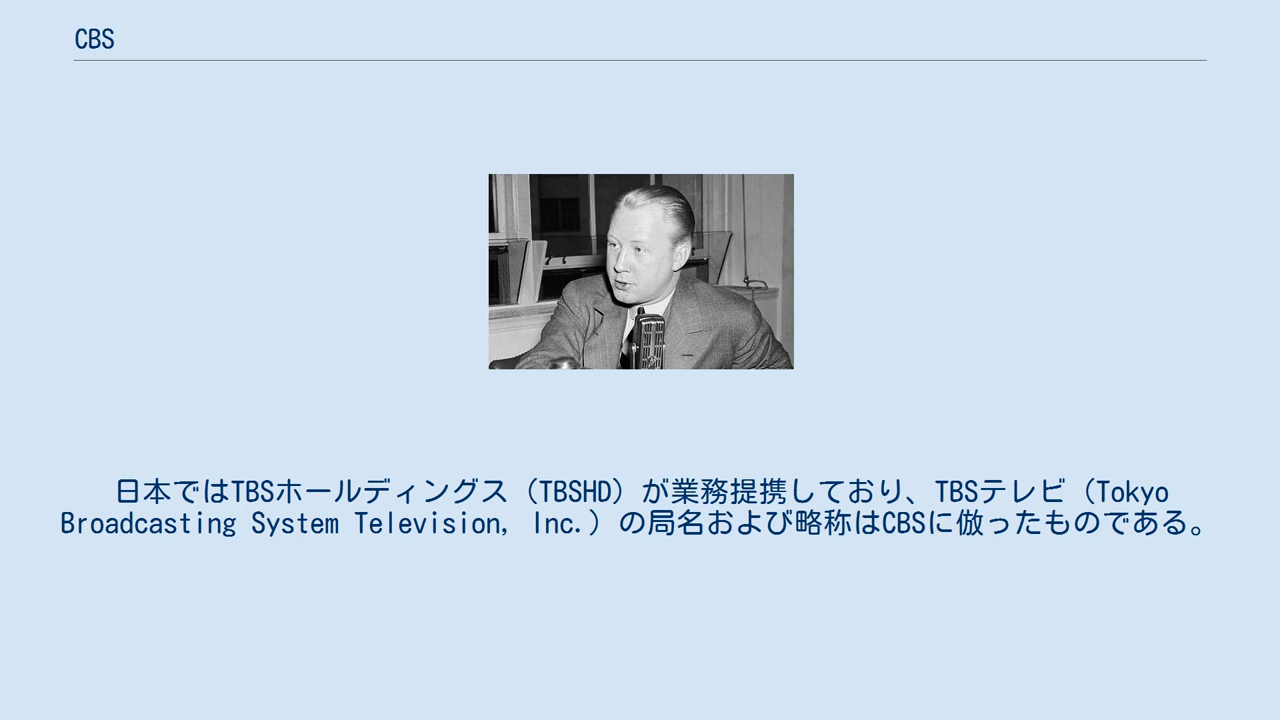 CBS
日本ではTBSホールディングス（TBSHD）が業務提携しており、TBSテレビ（Tokyo
Broadcasting System Television, Inc.）の局名および略称はCBSに倣ったものである。